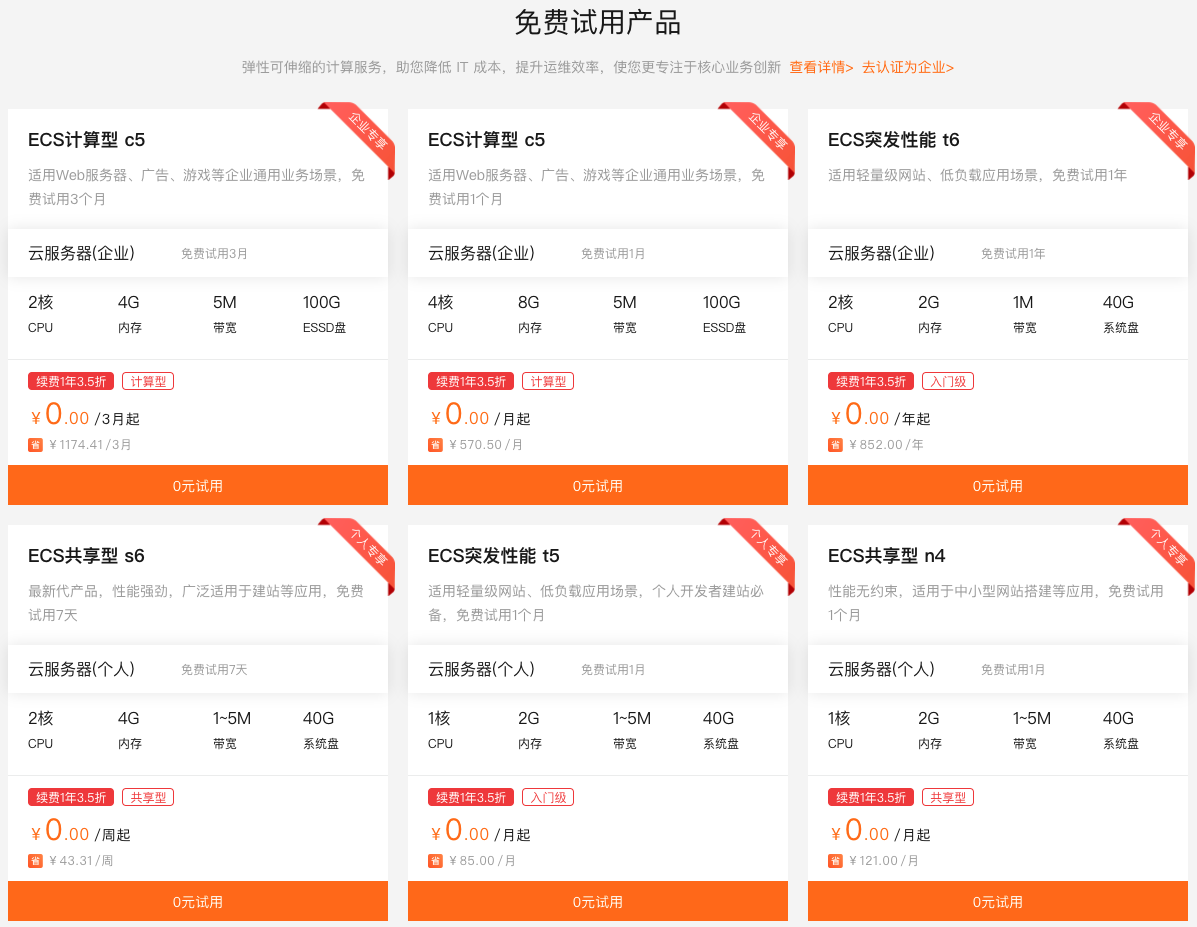 免费试用产品
弹性可伸缩的计算服务，助您降低 IT 成本，提升运维效率，使您更专注于核心业务创新 查看详情> 去认证为企业>
企业专享
ECS计算型 c5
适用Web服务器、广告、游戏等企业通用业务场景，免
费试用3个月
云服务器(企业) 免费试用3月
2核 4G 5M 100G
CPU 内存 带宽 ESSD盘
续费1年3.5折 计算型
¥ 0.00 /3月起
省 ¥1174.41/3月
0元试用
企业专享
ECS计算型 c5
适用Web服务器、广告、游戏等企业通用业务场景，免
费试用1个月
云服务器(企业) 免费试用1月
4核 8G 5M 100G
CPU 内存 带宽 ESSD盘
续费1年3.5折 计算型
¥ 0.00 /月起
省 ¥570.50/月
0元试用
企业专享
ECS突发性能 t6
适用轻量级网站、低负载应用场景，免费试用1年
云服务器(企业) 免费试用1年
2核 2G 1M 40G
CPU 内存 带宽 系统盘
续费1年3.5折 入门级
¥ 0.00 /年起
省 ¥852.00/年
0元试用
个人专享
ECS共享型 s6
最新代产品，性能强劲，广泛适用于建站等应用，免费
试用7天
云服务器(个人) 免费试用7天
2核 4G 1~5M 40G
CPU 内存 带宽 系统盘
续费1年3.5折 共享型
¥ 0.00 /周起
省 ¥43.31/周
0元试用
个人专享
ECS突发性能 t5
适用轻量级网站、低负载应用场景，个人开发者建站必
备，免费试用1个月
云服务器(个人) 免费试用1月
1核 2G 1~5M 40G
CPU 内存 带宽 系统盘
续费1年3.5折 入门级
¥ 0.00 /月起
省 ¥85.00/月
0元试用
个人专享
ECS共享型 n4
性能无约束，适用于中小型网站搭建等应用，免费试用
1个月
云服务器(个人) 免费试用1月
1核 2G 1~5M 40G
CPU 内存 带宽 系统盘
续费1年3.5折 共享型
¥ 0.00 /月起
省 ¥121.00/月
0元试用